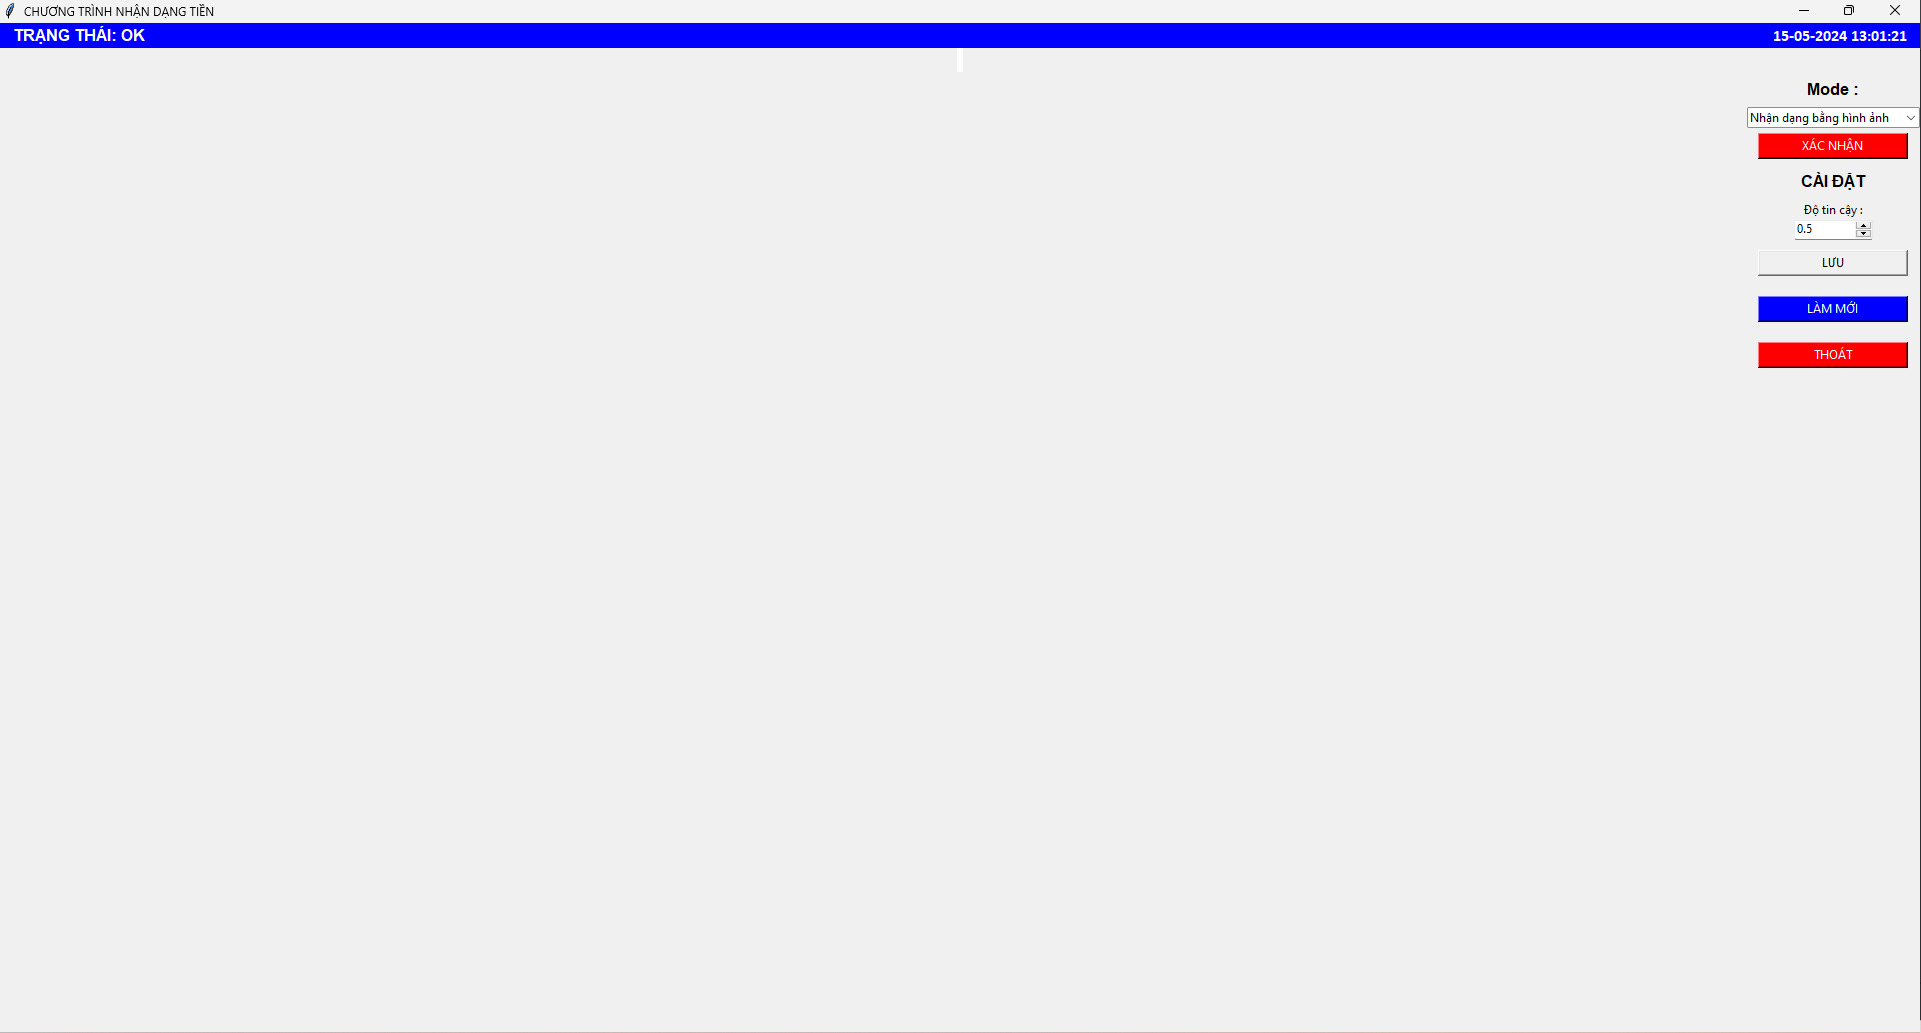 CHƯƠNG TRÌNH NHẬN DẠNG TIỀN
TRẠNG THÁI: OK
15-05-2024 13:01:21
Mode :
Nhận dạng bằng hình ảnh
XÁC NHẬN
CÀI ĐẶT
Độ tin cậy :
0.5
LƯU
LÀM MỚI
THOÁT